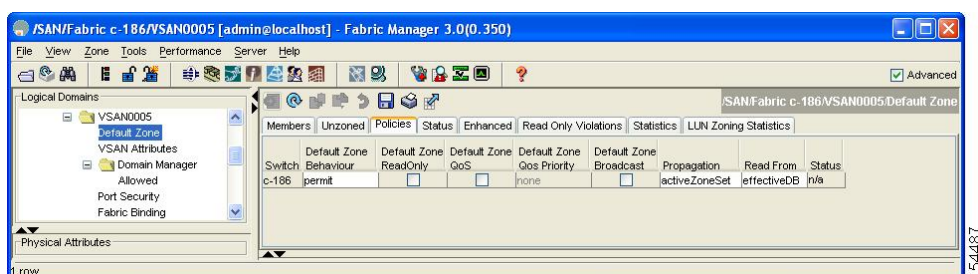 /SAN/Fabric c-186/VSAN0005 [admin@localhost] - Fabric Manager 3.0(0.350)
File View Zone Tools Performance Server Help
Advanced
Logical Domains
VSAN0005
Default Zone
VSAN Attributes
Domain Manager
Allowed
Port Security
Fabric Binding
Physical Attributes
/SAN/Fabric c-186/VSAN0005/Default Zone
Members Unzoned Policies Status Enhanced Read Only Violations Statistics LUN Zoning Statistics
Default Zone Default Zone Default Zone Default Zone Default Zone
Switch Behaviour ReadOnly QoS Qos Priority Broadcast Propagation Read From Status
c-186 permit none activeZoneSet effectiveDB n/a
1 row
54487